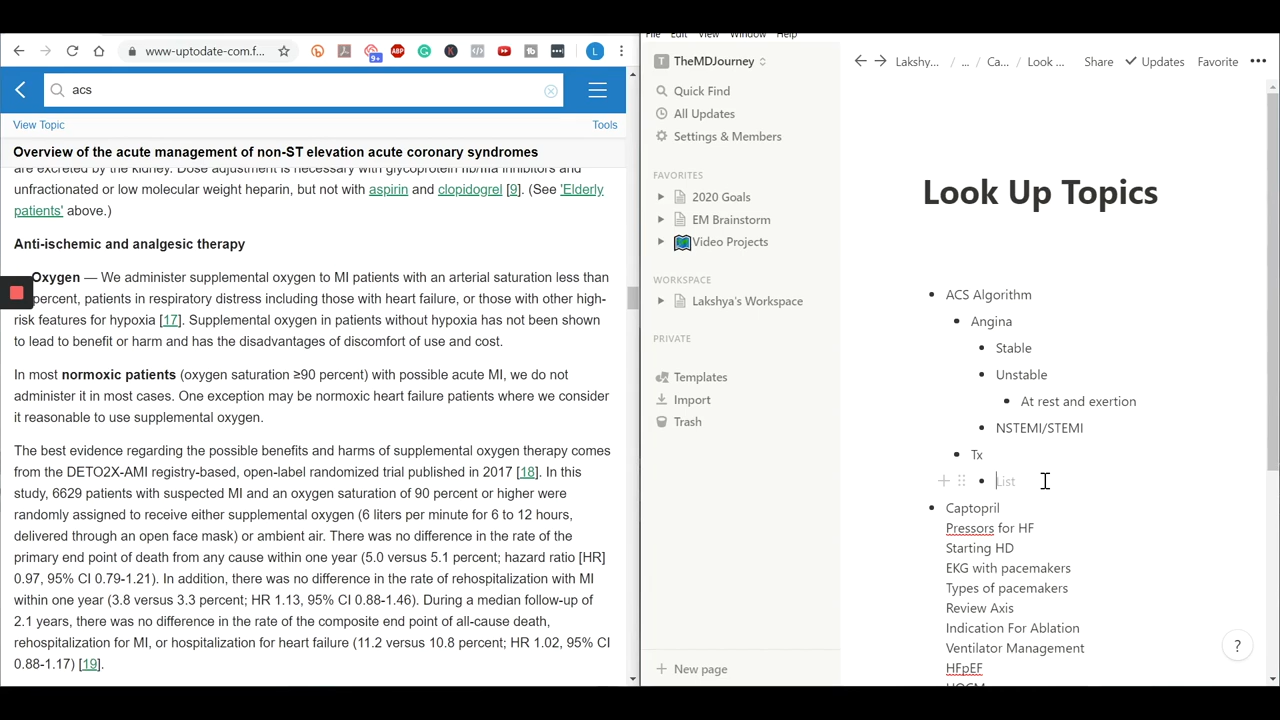 www-uptodate-com.f...
ABP
9+
L
acs
View Topic
Tools
Overview of the acute management of non-ST elevation acute coronary syndromes
are excreted by the kidney. Dose adjustment is necessary with glycoprotein IIb/IIIa inhibitors and
unfractionated or low molecular weight heparin, but not with aspirin and clopidogrel [9]. (See 'Elderly
patients' above.)
Anti-ischemic and analgesic therapy
Oxygen — We administer supplemental oxygen to MI patients with an arterial saturation less than
percent, patients in respiratory distress including those with heart failure, or those with other high-
risk features for hypoxia [17]. Supplemental oxygen in patients without hypoxia has not been shown
to lead to benefit or harm and has the disadvantages of discomfort of use and cost.
In most normoxic patients (oxygen saturation ≥90 percent) with possible acute MI, we do not
administer it in most cases. One exception may be normoxic heart failure patients where we consider
it reasonable to use supplemental oxygen.
The best evidence regarding the possible benefits and harms of supplemental oxygen therapy comes
from the DETO2X-AMI registry-based, open-label randomized trial published in 2017 [18]. In this
study, 6629 patients with suspected MI and an oxygen saturation of 90 percent or higher were
randomly assigned to receive either supplemental oxygen (6 liters per minute for 6 to 12 hours,
delivered through an open face mask) or ambient air. There was no difference in the rate of the
primary end point of death from any cause within one year (5.0 versus 5.1 percent; hazard ratio [HR]
0.97, 95% CI 0.79-1.21). In addition, there was no difference in the rate of rehospitalization with MI
within one year (3.8 versus 3.3 percent; HR 1.13, 95% CI 0.88-1.46). During a median follow-up of
2.1 years, there was no difference in the rate of the composite end point of all-cause death,
rehospitalization for MI, or hospitalization for heart failure (11.2 versus 10.8 percent; HR 1.02, 95% CI
0.88-1.17) [19].
File Edit View Window Help
T TheMDJourney
Quick Find
All Updates
Settings & Members
FAVORITES
2020 Goals
EM Brainstorm
Video Projects
WORKSPACE
Lakshya's Workspace
PRIVATE
Templates
Import
Trash
New page
Lakshy... / ... / Ca... / Look ... Share Updates Favorite
Look Up Topics
ACS Algorithm
Angina
Stable
Unstable
At rest and exertion
NSTEMI/STEMI
Tx
List
Captopril
Pressors for HF
Starting HD
EKG with pacemakers
Types of pacemakers
Review Axis
Indication For Ablation
Ventilator Management
HFpEF
HOCM
?